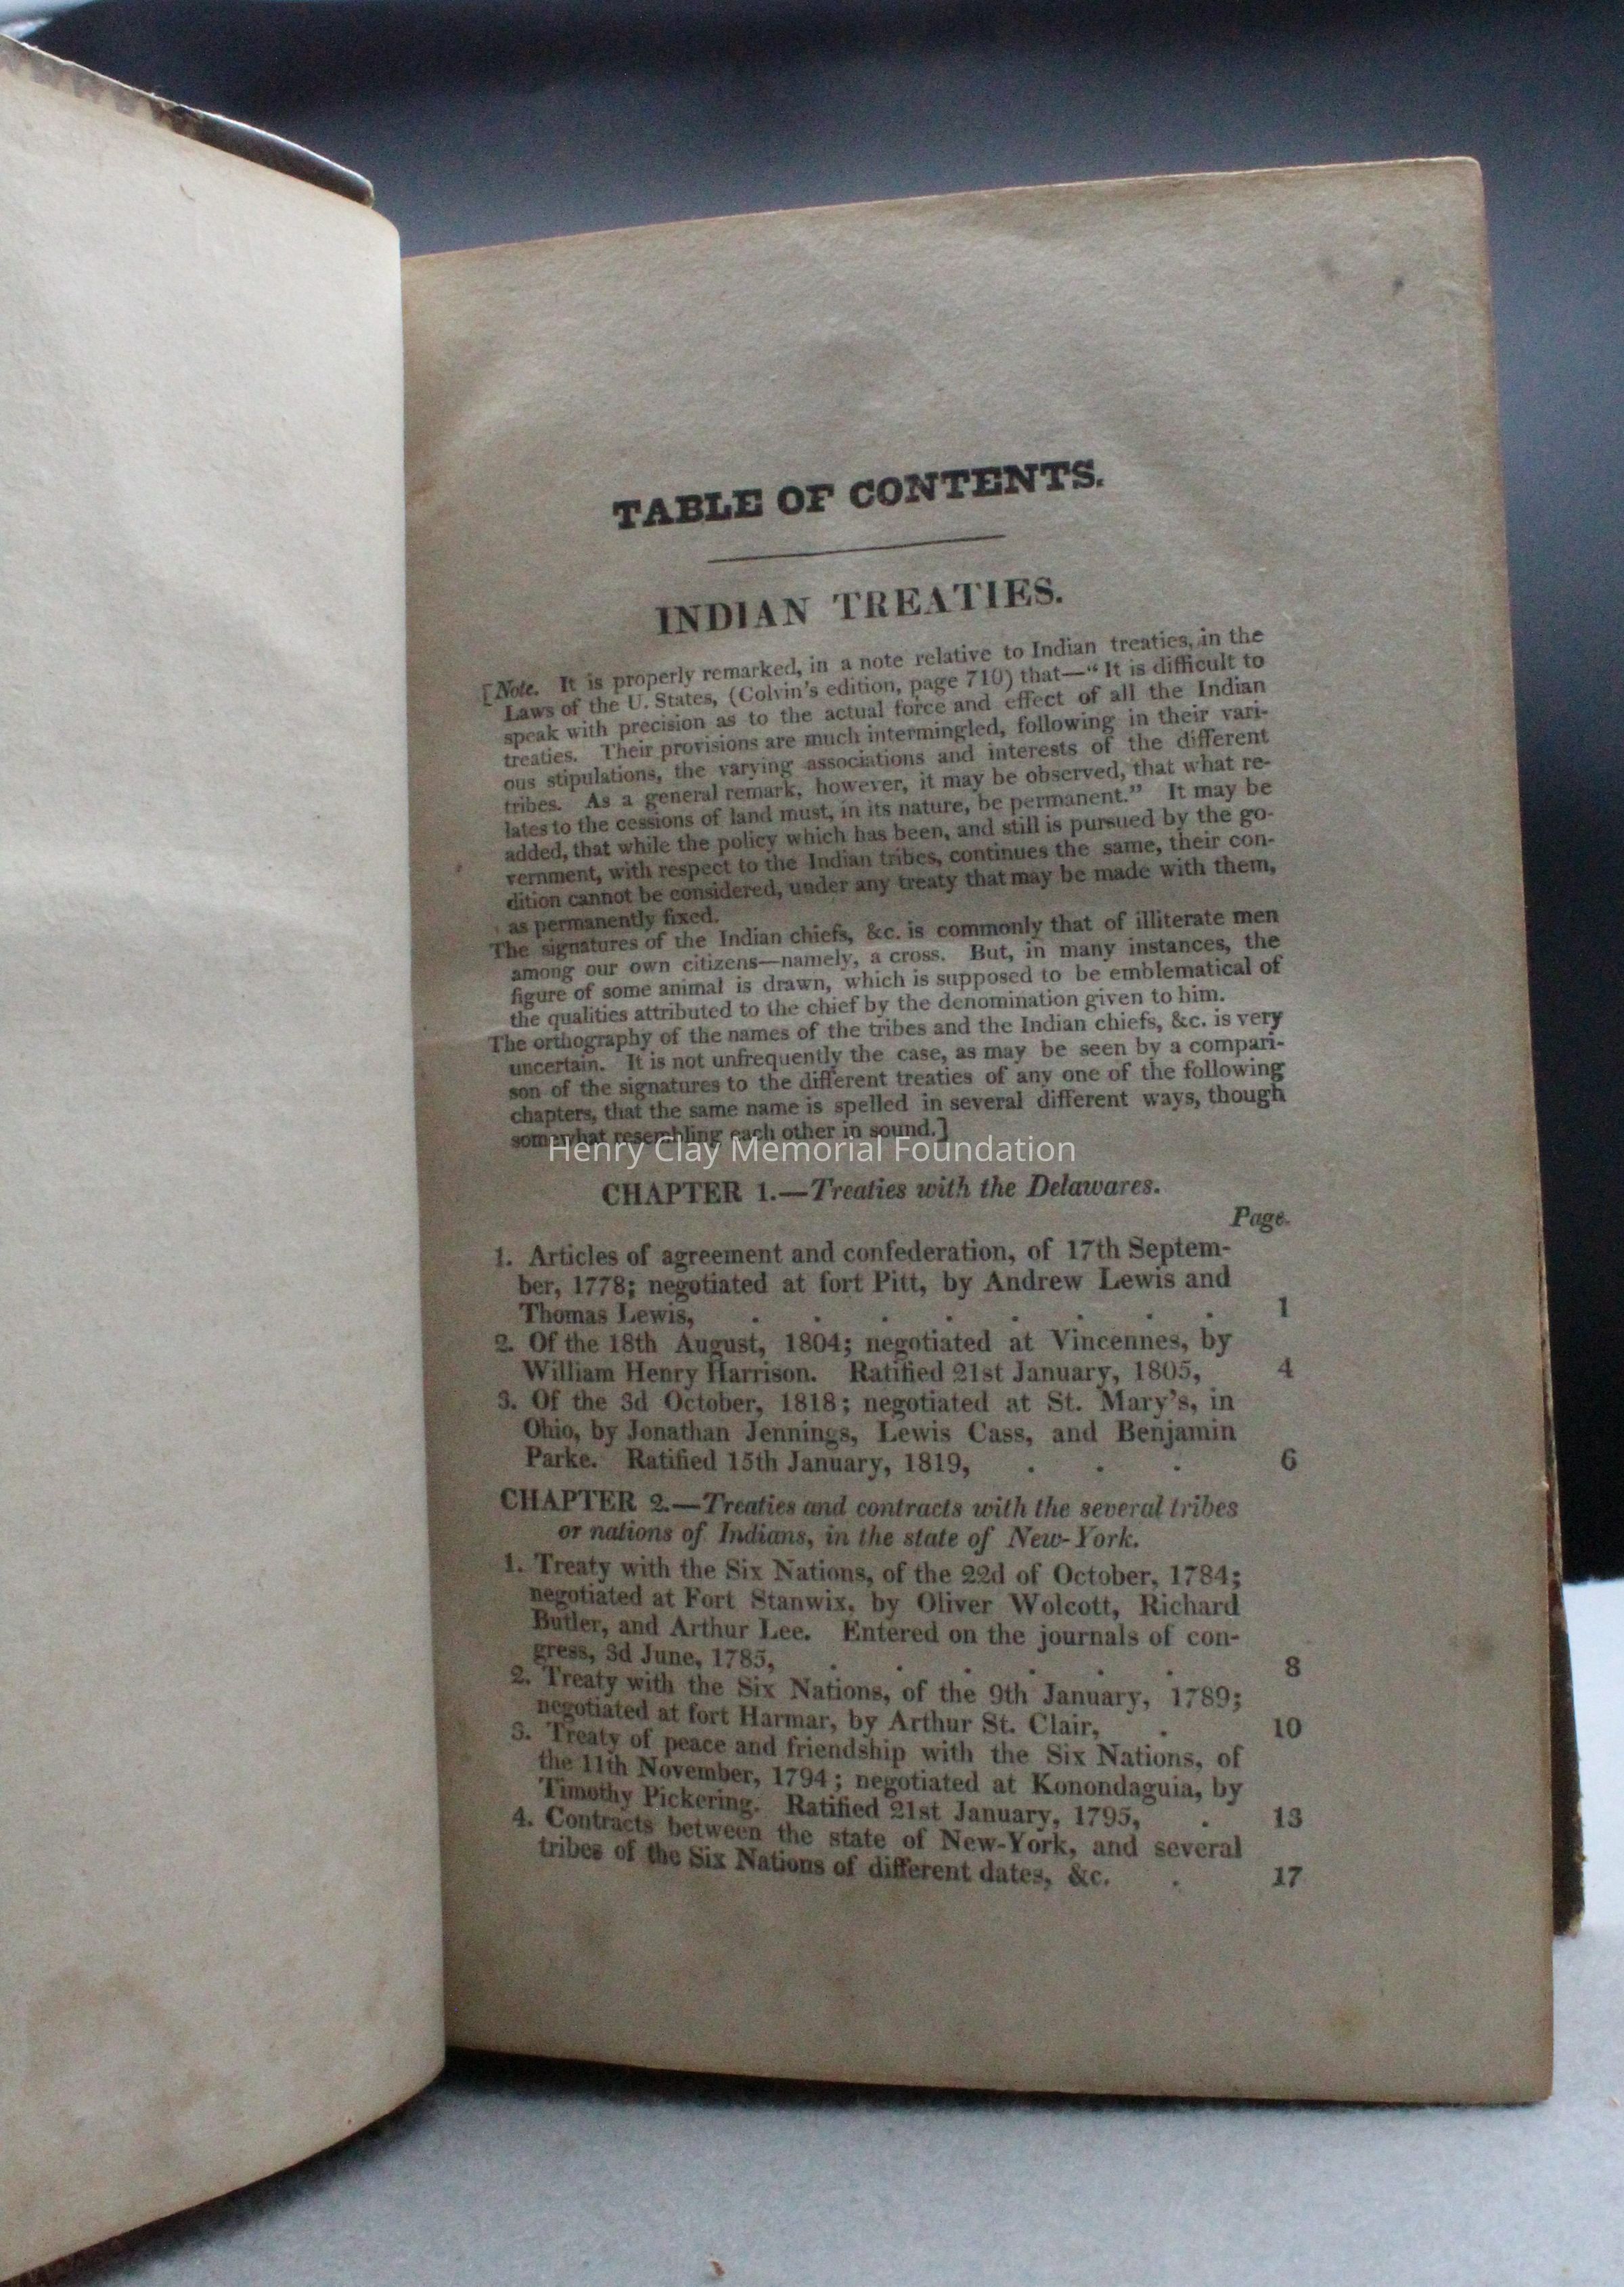 TABLE OF CONTENTS.
INDIAN TREATIES.
[Note. It is properly remarked, in a note relative to Indian treaties, in the
Laws of the U. States, (Colvin's edition, page 710) that—“ It is difficult to
speak with precision as to the actual force and effect of all the Indian
treaties. Their provisions are much intermingled, following in their vari-
ous stipulations, the varying associations and interests of the different
tribes. As a general remark, however, it may be observed, that what re-
lates to the cessions of land must, in its nature, be permanent.” It may be
added, that while the policy which has been, and still is pursued by the go-
vernment, with respect to the Indian tribes, continues the same, their con-
dition cannot be considered, under any treaty that may be made with them,
as permanently fixed.
The signatures of the Indian chiefs, &c. is commonly that of illiterate men
among our own citizens—namely, a cross. But, in many instances, the
figure of some animal is drawn, which is supposed to be emblematical of
the qualities attributed to the chief by the denomination given to him.
The orthography of the names of the tribes and the Indian chiefs, &c. is very
uncertain. It is not unfrequently the case, as may be seen by a compari-
son of the signatures to the different treaties of any one of the following
chapters, that the same name is spelled in several different ways, though
somewhat resembling each other in sound.]
Henry Clay Memorial Foundation
CHAPTER 1.—Treaties with the Delawares.
Page.
1. Articles of agreement and confederation, of 17th Septem-
ber, 1778; negotiated at fort Pitt, by Andrew Lewis and
Thomas Lewis, . . . . . . . 1
2. Of the 18th August, 1804; negotiated at Vincennes, by
William Henry Harrison. Ratified 21st January, 1805, 4
3. Of the 3d October, 1818; negotiated at St. Mary's, in
Ohio, by Jonathan Jennings, Lewis Cass, and Benjamin
Parke. Ratified 15th January, 1819, . . . 6
CHAPTER 2.—Treaties and contracts with the several tribes
or nations of Indians, in the state of New-York.
1. Treaty with the Six Nations, of the 22d of October, 1784;
negotiated at Fort Stanwix, by Oliver Wolcott, Richard
Butler, and Arthur Lee. Entered on the journals of con-
gress, 3d June, 1785, . . . . . . 8
2. Treaty with the Six Nations, of the 9th January, 1789;
negotiated at fort Harmar, by Arthur St. Clair, . 10
3. Treaty of peace and friendship with the Six Nations, of
the 11th November, 1794; negotiated at Konondaguia, by
Timothy Pickering. Ratified 21st January, 1795, . 13
4. Contracts between the state of New-York, and several
tribes of the Six Nations of different dates, &c. . 17